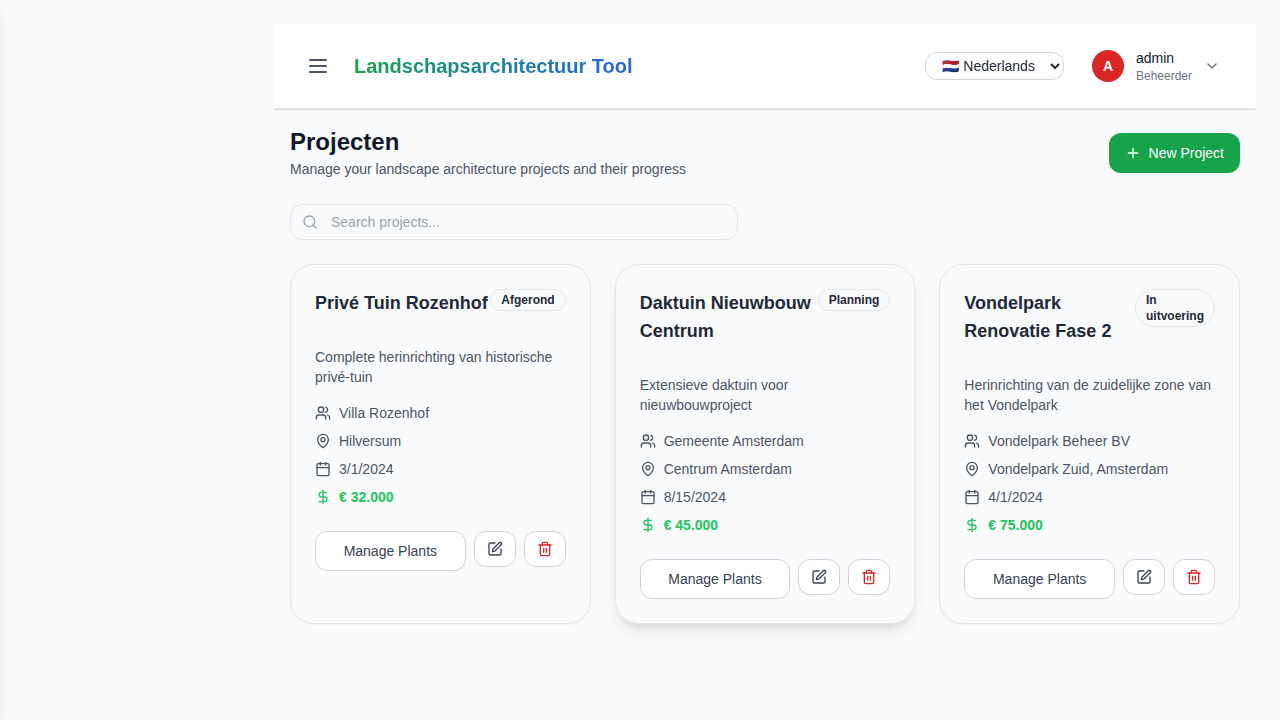 Landschapsarchitectuur Tool
🇳🇱 Nederlands
A
admin
Beheerder
Projecten
Manage your landscape architecture projects and their progress
New Project
Search projects...
Privé Tuin Rozenhof
Afgerond
Complete herinrichting van historische
privé-tuin
Villa Rozenhof
Hilversum
3/1/2024
€ 32.000
Manage Plants
Daktuin Nieuwbouw
Centrum
Planning
Extensieve daktuin voor
nieuwbouwproject
Gemeente Amsterdam
Centrum Amsterdam
8/15/2024
€ 45.000
Manage Plants
Vondelpark
Renovatie Fase 2
In
uitvoering
Herinrichting van de zuidelijke zone van
het Vondelpark
Vondelpark Beheer BV
Vondelpark Zuid, Amsterdam
4/1/2024
€ 75.000
Manage Plants